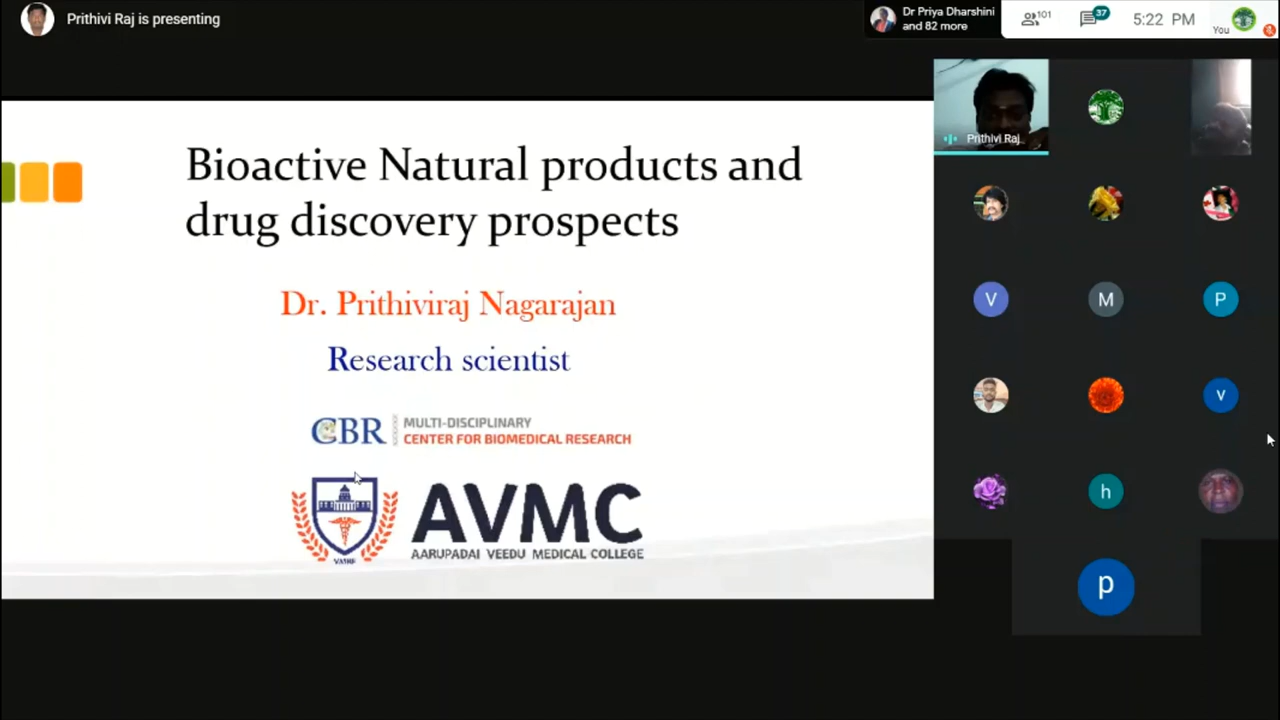 Prithivi Raj is presenting
Dr Priya Dharshini
and 82 more
101
37
5:22 PM
You
Bioactive Natural products and
drug discovery prospects
Dr. Prithiviraj Nagarajan
Research scientist
CBR MULTI-DISCIPLINARY
CENTER FOR BIOMEDICAL RESEARCH
AVMC
AARUPADAI VEEDU MEDICAL COLLEGE
Prithivi Raj...
V
M
P
v
h
p